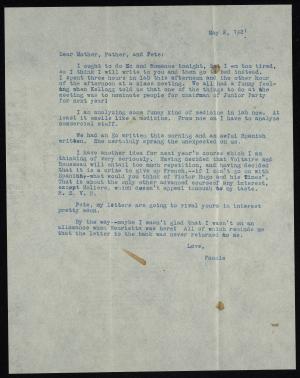 May 2, 192
Dear Mother, Father, and Pete:
I ought to do Ec and Romance tonight, but I am too tired,
so I think I will write to you and then go to bed instead.
I spent three hours in lab this afternoon and the other hour
of the afternoon at a class meeting. We all had a funny feel-
ing when Kellogg told us that one of the things to do at the
meeting was to nominate people for chairman of Junior Party
for next year!
I am analyzing some funny kind of medicine in lab now. At
least it smells like a medicine. From now on I have to analyze
commercial stuff.
We had an Ec written this morning and an awful Spanish
written. She certainly sprang the unexpected on us.
I have another idea for next year's course which I am
thinking of very seriously. Having decided that Voltaire and
Rousseau will entail too much repetition, and having decided
that it is a crime to give up French,--if I don't go on with
Spanish,--what would you think of Victor Hugo and his Times?
That is about the only other advanced course of my interest,
except Moliere, which doesn't appeal to my taste.
R. S. V. P.
Pete, my letters are going to rival yours in interest
pretty soon.
By the way--maybe I wasn't glad that I wasn't on an
allowance when Henrietta was here! All of which reminds me
that the letter to the bank was never returned to me.
Love,
Fannie